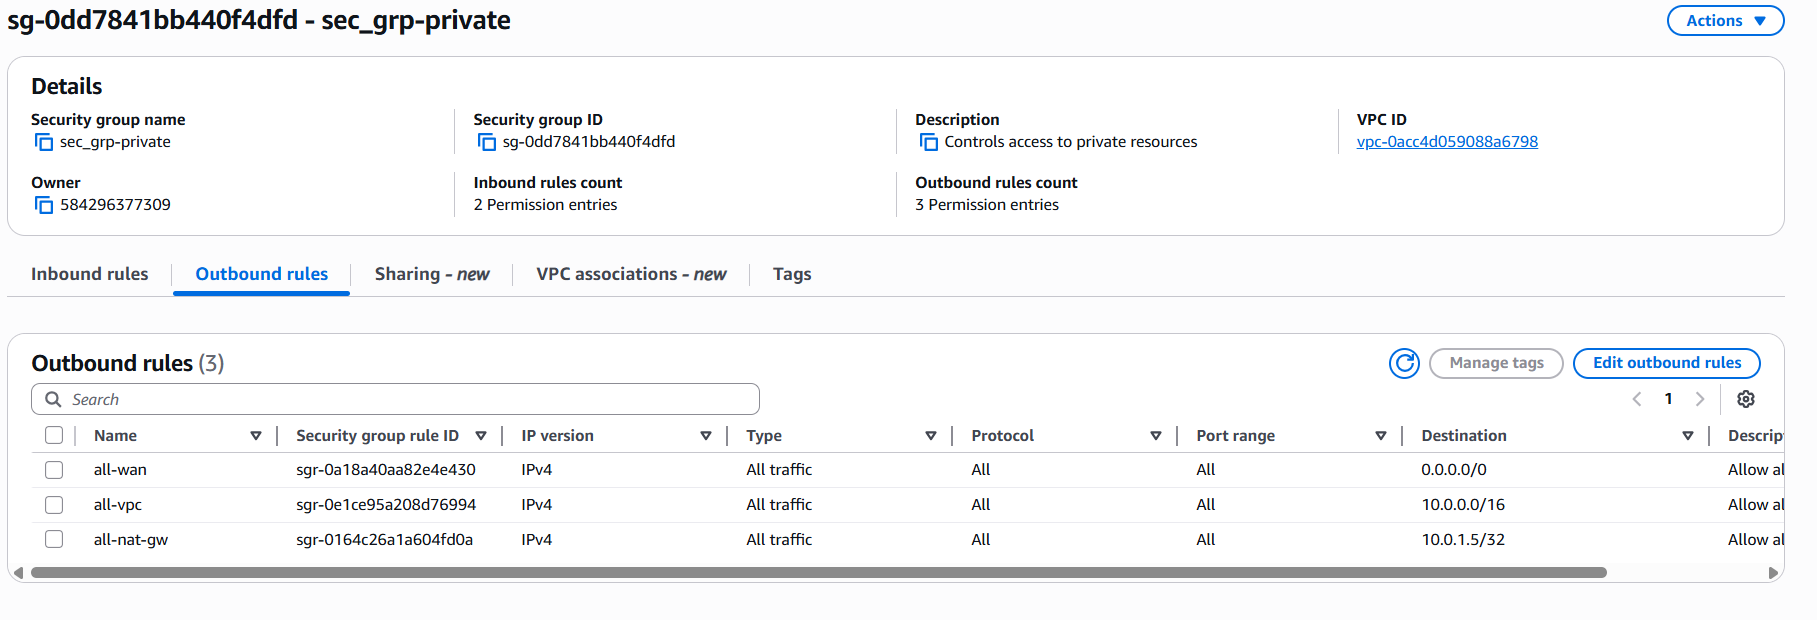 sg-0dd7841bb440f4dfd - sec_grp-private
Actions
Details
Security group name
sec_grp-private
Security group ID
sg-0dd7841bb440f4dfd
Description
Controls access to private resources
VPC ID
vpc-0acc4d059088a6798
Owner
584296377309
Inbound rules count
2 Permission entries
Outbound rules count
3 Permission entries
Inbound rules Outbound rules Sharing - new VPC associations - new Tags
Outbound rules (3)
Manage tags Edit outbound rules
Search
1
Name Security group rule ID IP version Type Protocol Port range Destination Descrip
all-wan sgr-0a18a40aa82e4e430 IPv4 All traffic All All 0.0.0.0/0 Allow al
all-vpc sgr-0e1ce95a208d76994 IPv4 All traffic All All 10.0.0.0/16 Allow al
all-nat-gw sgr-0164c26a1a604fd0a IPv4 All traffic All All 10.0.1.5/32 Allow al